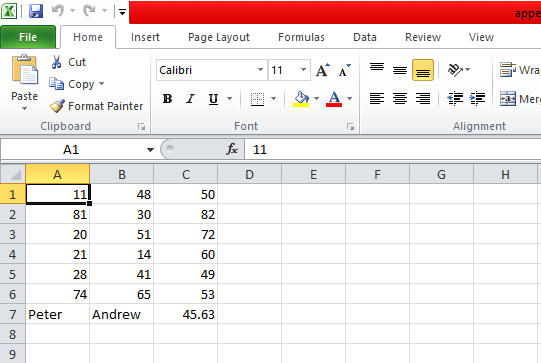 appe
File Home Insert Page Layout Formulas Data Review View
Cut
Copy
Format Painter
Paste
Calibri 11 A A
B I U A
Wra
Merg
Clipboard Font Alignment
A1 fx 11
A B C D E F G H
1 11 48 50
2 81 30 82
3 20 51 72
4 21 14 60
5 28 41 49
6 74 65 53
7 Peter Andrew 45.63
8
9